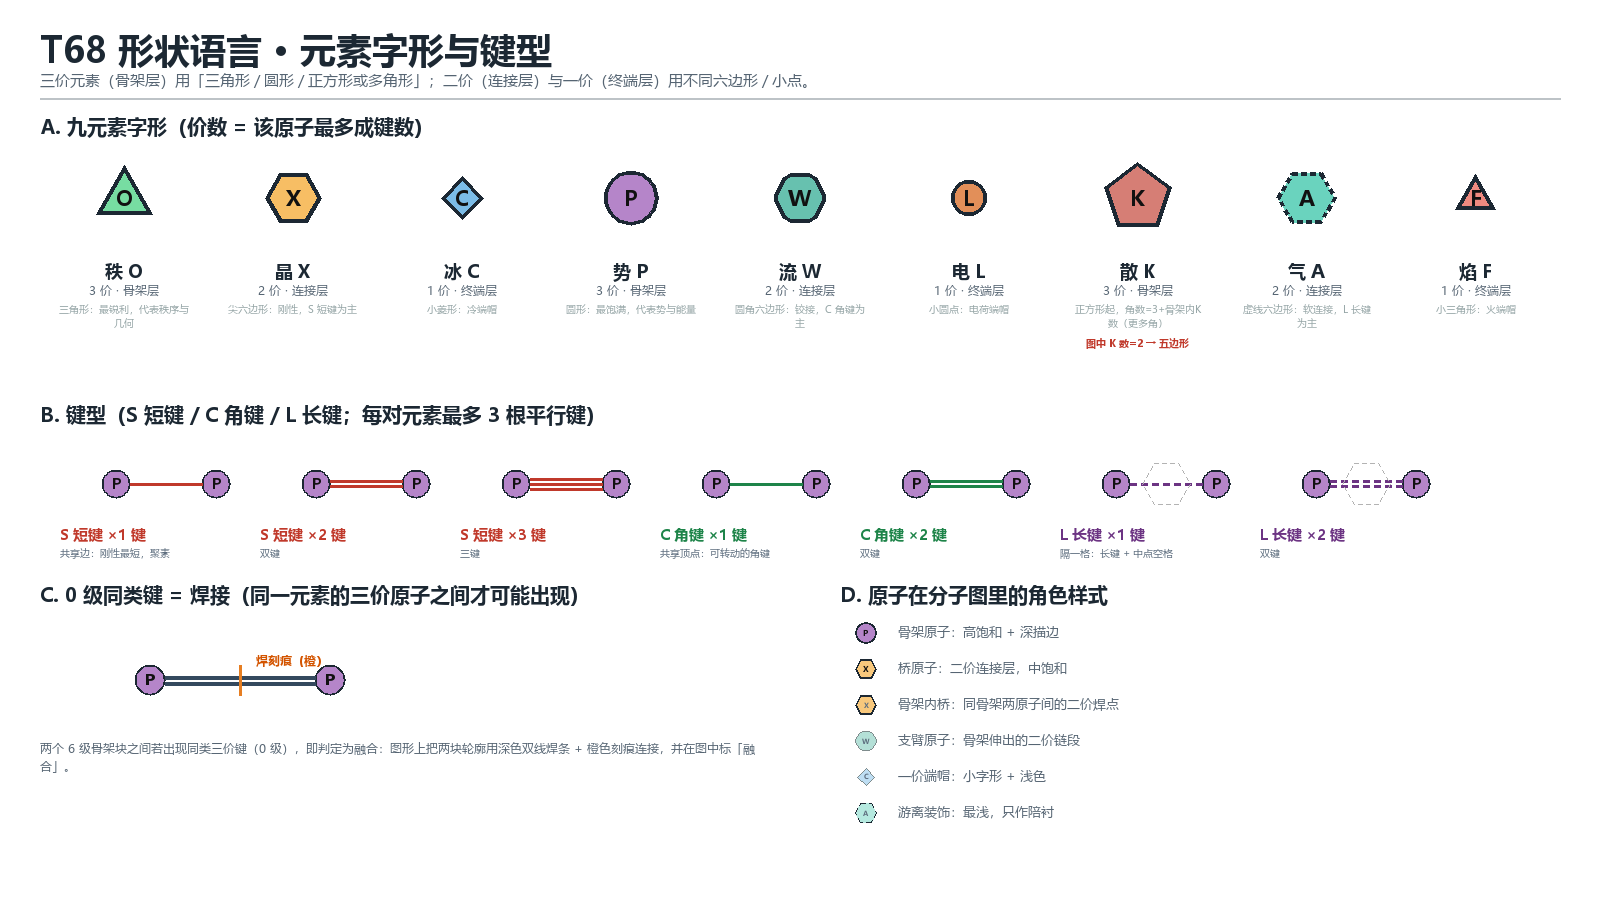 T68 形状语言 • 元素字形与键型
三价元素（骨架层）用「三角形 / 圆形 / 正方形或多角形」；二价（连接层）与一价（终端层）用不同六边形 / 小点。
A. 九元素字形（价数 = 该原子最多成键数）
O X C P W L K A F
秩 O 晶 X 冰 C 势 P 流 W 电 L 散 K 气 A 焰 F
3 价 · 骨架层 2 价 · 连接层 1 价 · 终端层 3 价 · 骨架层 2 价 · 连接层 1 价 · 终端层 3 价 · 骨架层 2 价 · 连接层 1 价 · 终端层
三角形：最锐利，代表秩序与 尖六边形：刚性，S 短键为主 小菱形：冷端帽 圆形：最饱满，代表势与能量 圆角六边形：铰接，C 角键为 小圆点：电荷端帽 正方形起，角数=3+骨架内K 虚线六边形：软连接，L 长键 小三角形：火端帽
几何 主 数（更多角） 为主
图中 K 数=2 → 五边形
B. 键型（S 短键 / C 角键 / L 长键；每对元素最多 3 根平行键）
P P P P P P P P P P P P P P
S 短键 ×1 键 S 短键 ×2 键 S 短键 ×3 键 C 角键 ×1 键 C 角键 ×2 键 L 长键 ×1 键 L 长键 ×2 键
共享边：刚性最短，聚素 双键 三键 共享顶点：可转动的角键 双键 隔一格：长键 + 中点空格 双键
C. 0 级同类键 = 焊接（同一元素的三价原子之间才可能出现）
焊刻痕（橙）
P P
两个 6 级骨架块之间若出现同类三价键（0 级），即判定为融合：图形上把两块轮廓用深色双线焊条 + 橙色刻痕连接，并在图中标「融
合」。
D. 原子在分子图里的角色样式
P 骨架原子：高饱和 + 深描边
X 桥原子：二价连接层，中饱和
X 骨架内桥：同骨架两原子间的二价焊点
W 支臂原子：骨架伸出的二价链段
C 一价端帽：小字形 + 浅色
A 游离装饰：最浅，只作陪衬